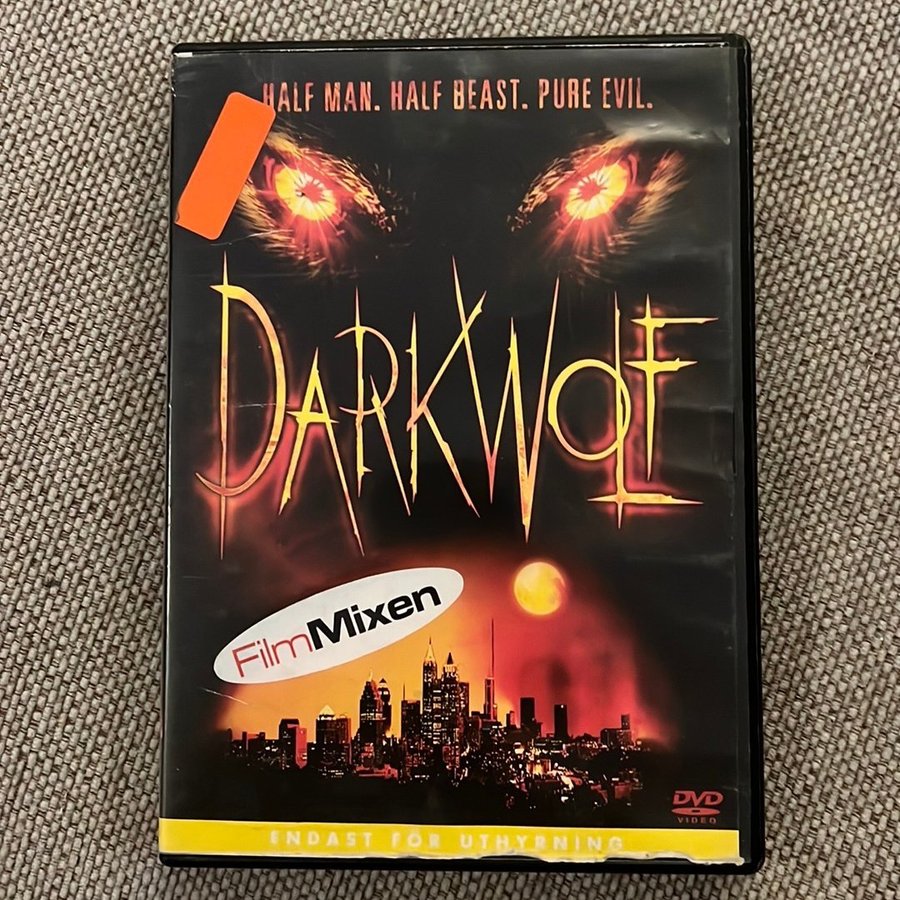 HALF MAN. HALF BEAST. PURE EVIL.
DARKWOLF
FilmMixen
DVD
VIDEO
ENDAST FÖR UTHYRNING